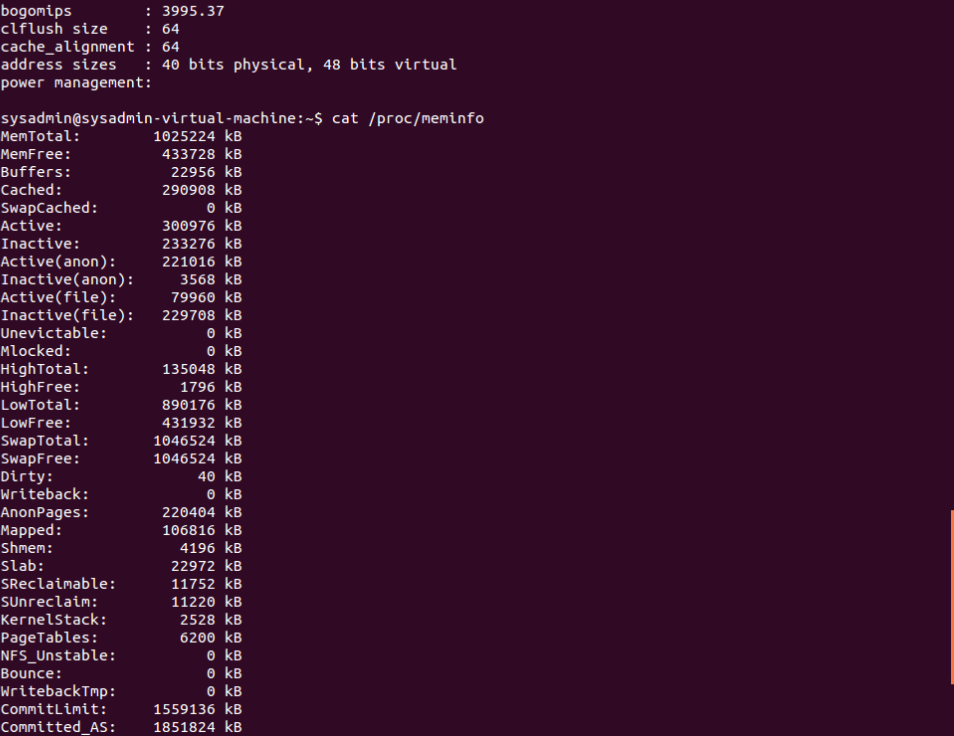 bogomips        : 3995.37
clflush size    : 64
cache_alignment : 64
address sizes   : 40 bits physical, 48 bits virtual
power management:

sysadmin@sysadmin-virtual-machine:~$ cat /proc/meminfo
MemTotal:        1025224 kB
MemFree:          433728 kB
Buffers:           22956 kB
Cached:           290908 kB
SwapCached:            0 kB
Active:           300976 kB
Inactive:         233276 kB
Active(anon):     221016 kB
Inactive(anon):     3568 kB
Active(file):      79960 kB
Inactive(file):   229708 kB
Unevictable:           0 kB
Mlocked:               0 kB
HighTotal:        135048 kB
HighFree:           1796 kB
LowTotal:         890176 kB
LowFree:          431932 kB
SwapTotal:       1046524 kB
SwapFree:        1046524 kB
Dirty:                40 kB
Writeback:             0 kB
AnonPages:        220404 kB
Mapped:           106816 kB
Shmem:              4196 kB
Slab:              22972 kB
SReclaimable:      11752 kB
SUnreclaim:        11220 kB
KernelStack:        2528 kB
PageTables:         6200 kB
NFS_Unstable:          0 kB
Bounce:                0 kB
WritebackTmp:          0 kB
CommitLimit:     1559136 kB
Committed_AS:    1851824 kB